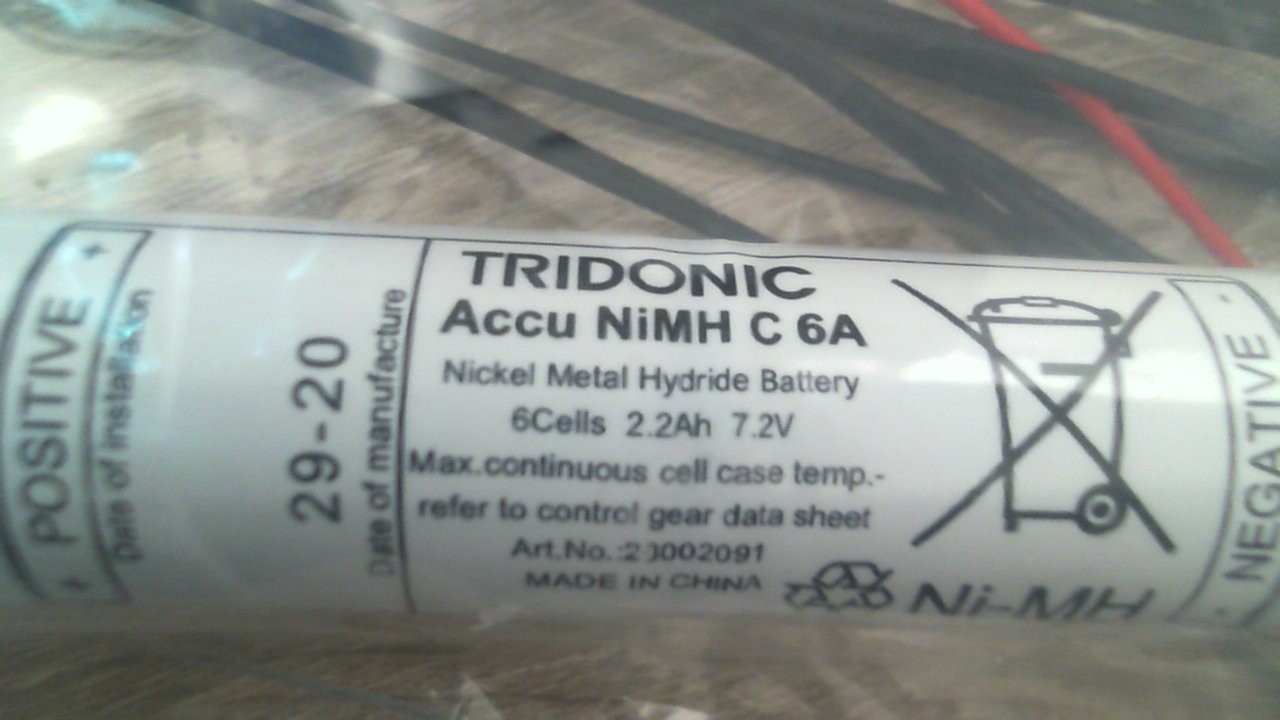 + POSITIVE +
Date of installation
29-20
Date of manufacture
TRIDONIC
Accu NiMH C 6A
Nickel Metal Hydride Battery
6Cells 2.2Ah 7.2V
Max.continuous cell case temp.-
refer to control gear data sheet
Art.No.:28002091
MADE IN CHINA
Ni-MH
- NEGATIVE -